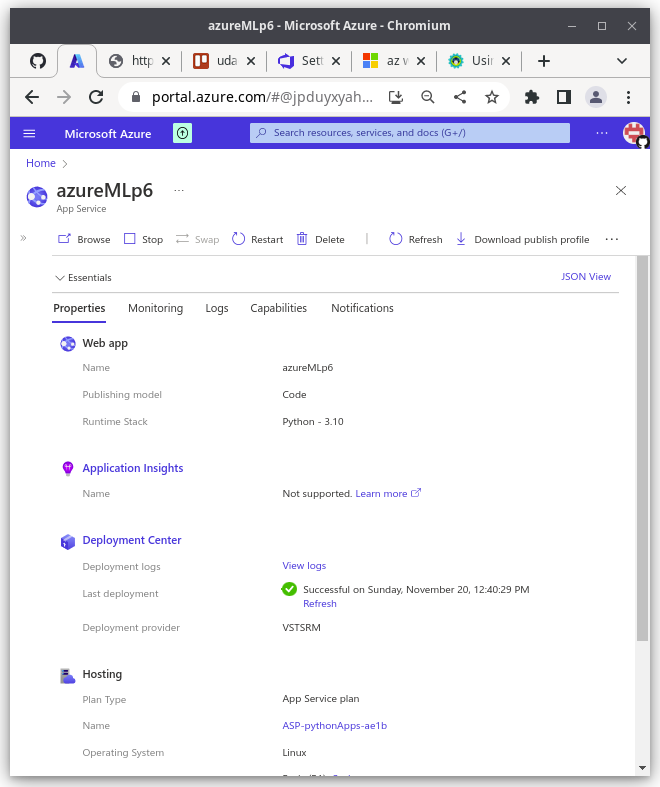 azureMLp6 - Microsoft Azure - Chromium
http
uda
Sett
az w
Usin
portal.azure.com/#@jpduyxyah...
Microsoft Azure
Search resources, services, and docs (G+/)
Home
azureMLp6
App Service
Browse Stop Swap Restart Delete Refresh Download publish profile
Essentials JSON View
Properties Monitoring Logs Capabilities Notifications
Web app
Name azureMLp6
Publishing model Code
Runtime Stack Python - 3.10
Application Insights
Name Not supported. Learn more
Deployment Center
Deployment logs View logs
Last deployment Successful on Sunday, November 20, 12:40:29 PM
Refresh
Deployment provider VSTSRM
Hosting
Plan Type App Service plan
Name ASP-pythonApps-ae1b
Operating System Linux